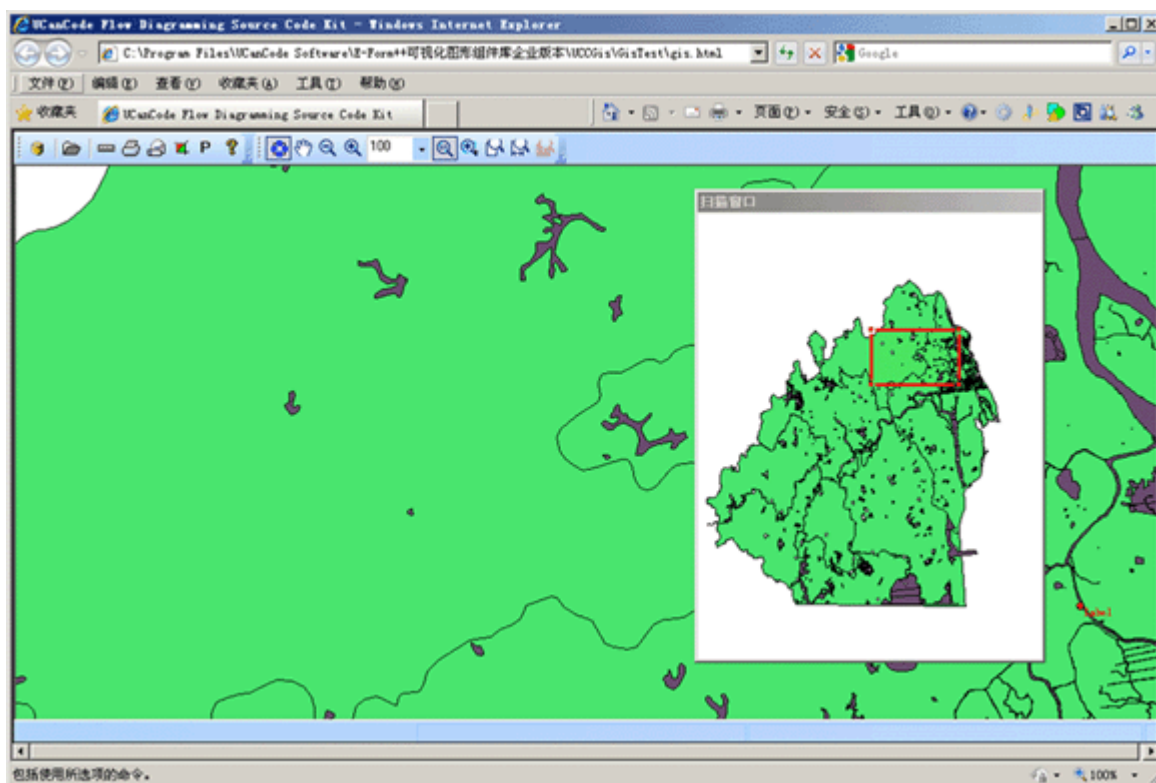 UCanCode Flow Diagramming Source Code Kit - Windows Internet Explorer
C:\Program Files\UCanCode Software\E-Form++可视化图形组件库企业版本\UCCGis\GisTest\gis.html Google
文件(F) 编辑(E) 查看(V) 收藏夹(A) 工具(T) 帮助(H)
收藏夹 UCanCode Flow Diagramming Source Code Kit 页面(P) 安全(S) 工具(O)
P 100
扫描窗口
Label
包括使用所选项的命令。 100%